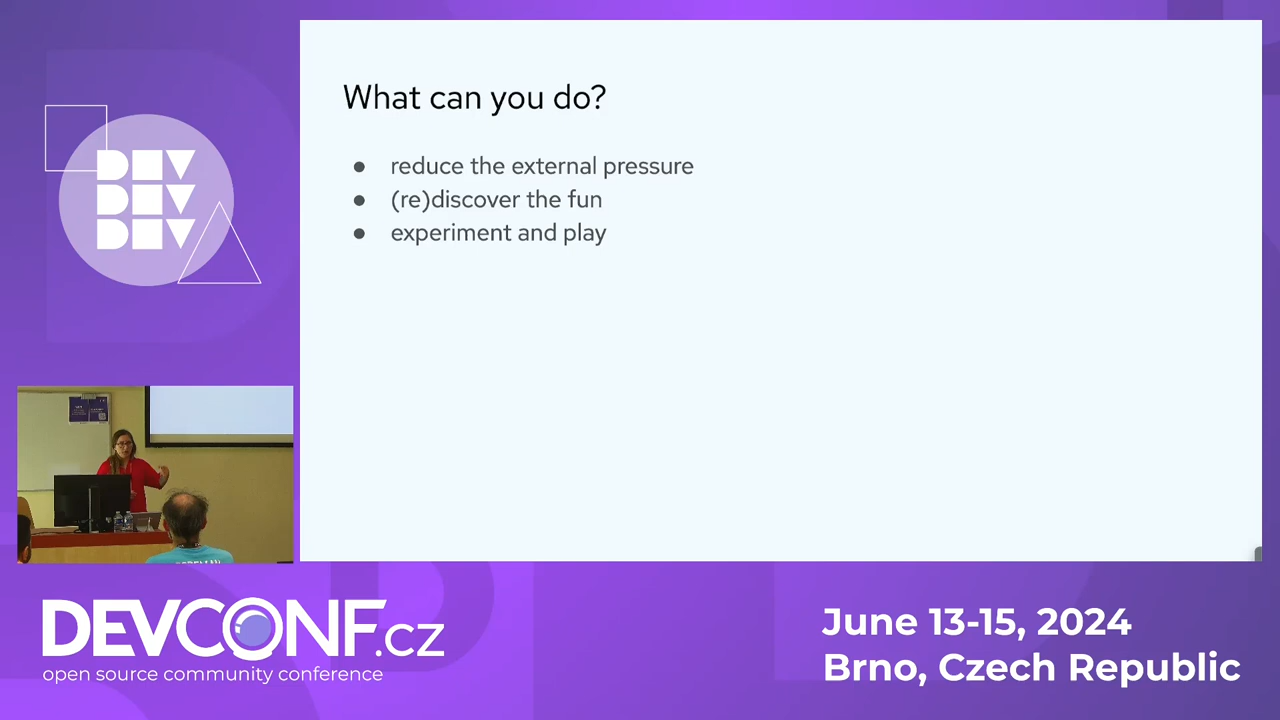 What can you do?
● reduce the external pressure
● (re)discover the fun
● experiment and play
DEV
DEV
DEV
DEVCONF.cz
open source community conference
June 13-15, 2024
Brno, Czech Republic